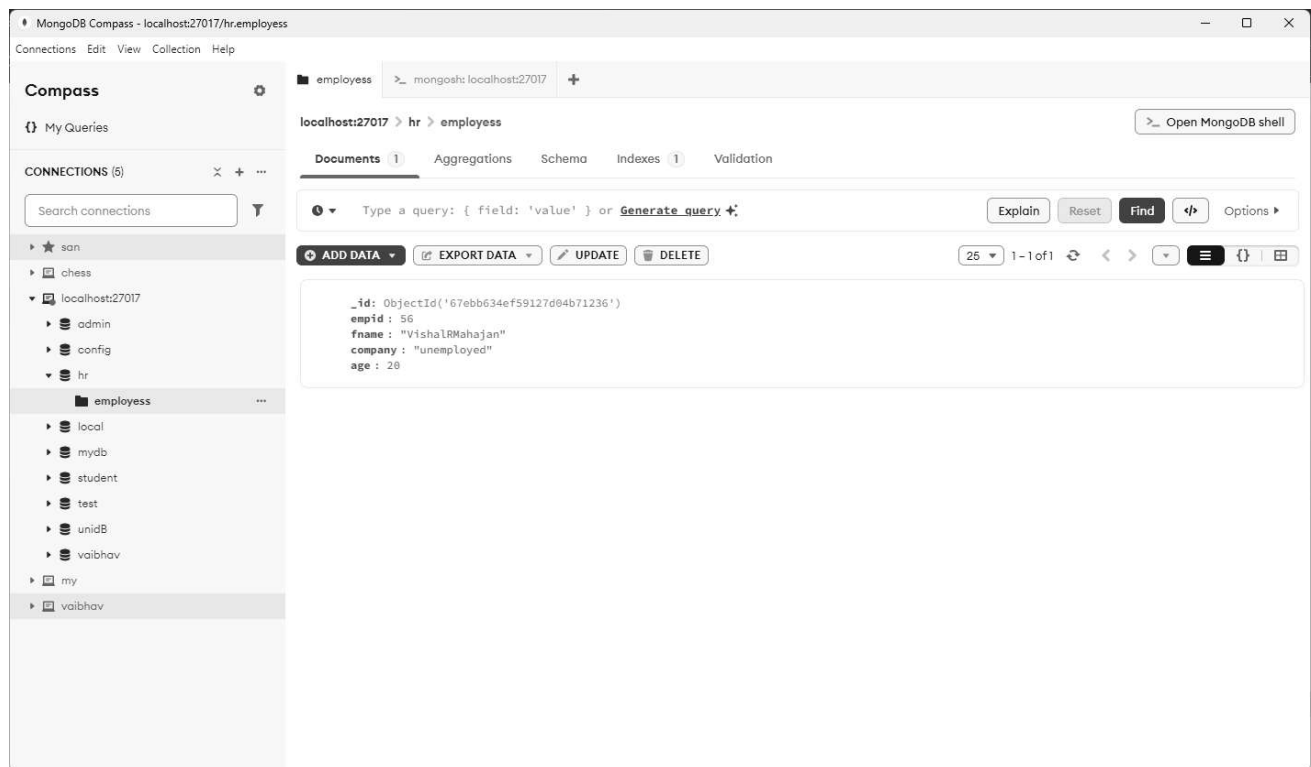 MongoDB Compass - localhost:27017/hr.employess
Connections Edit View Collection Help
Compass
{} My Queries
CONNECTIONS (5)
Search connections
san
chess
localhost:27017
admin
config
hr
employess
local
mydb
student
test
unidB
vaibhav
my
vaibhav
employess >_ mongosh: localhost:27017
localhost:27017 > hr > employess
>_ Open MongoDB shell
Documents 1 Aggregations Schema Indexes 1 Validation
Type a query: { field: 'value' } or Generate query
Explain Reset Find </> Options
ADD DATA EXPORT DATA UPDATE DELETE
25 1 – 1 of 1 {}
_id: ObjectId('67ebb634ef59127d04b71236')
empid : 56
fname : "VishalRMahajan"
company : "unemployed"
age : 20